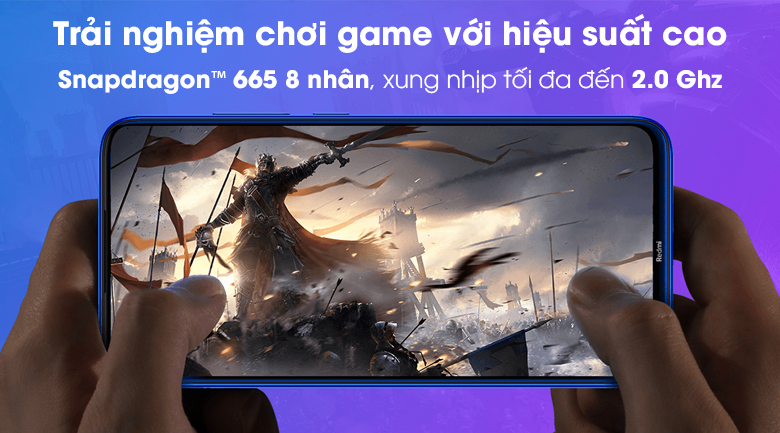 Trải nghiệm chơi game với hiệu suất cao
Snapdragon™ 665 8 nhân, xung nhịp tối đa đến 2.0 Ghz
Redmi